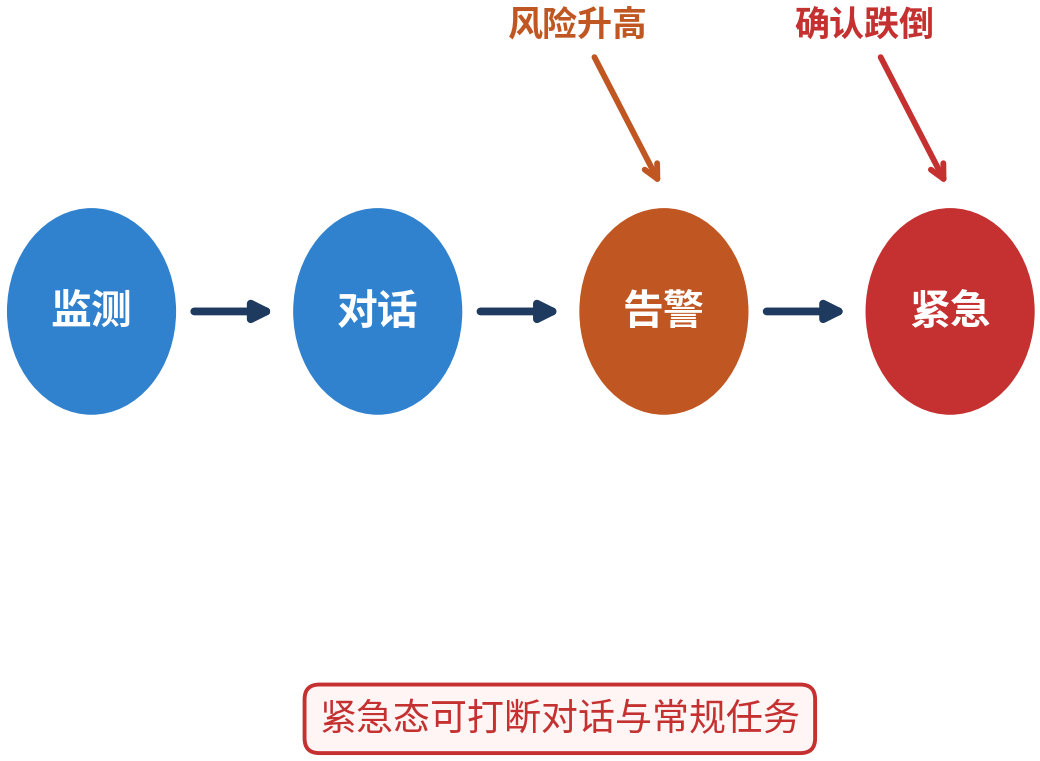 风险升高
确认跌倒
监测
对话
告警
紧急
紧急态可打断对话与常规任务